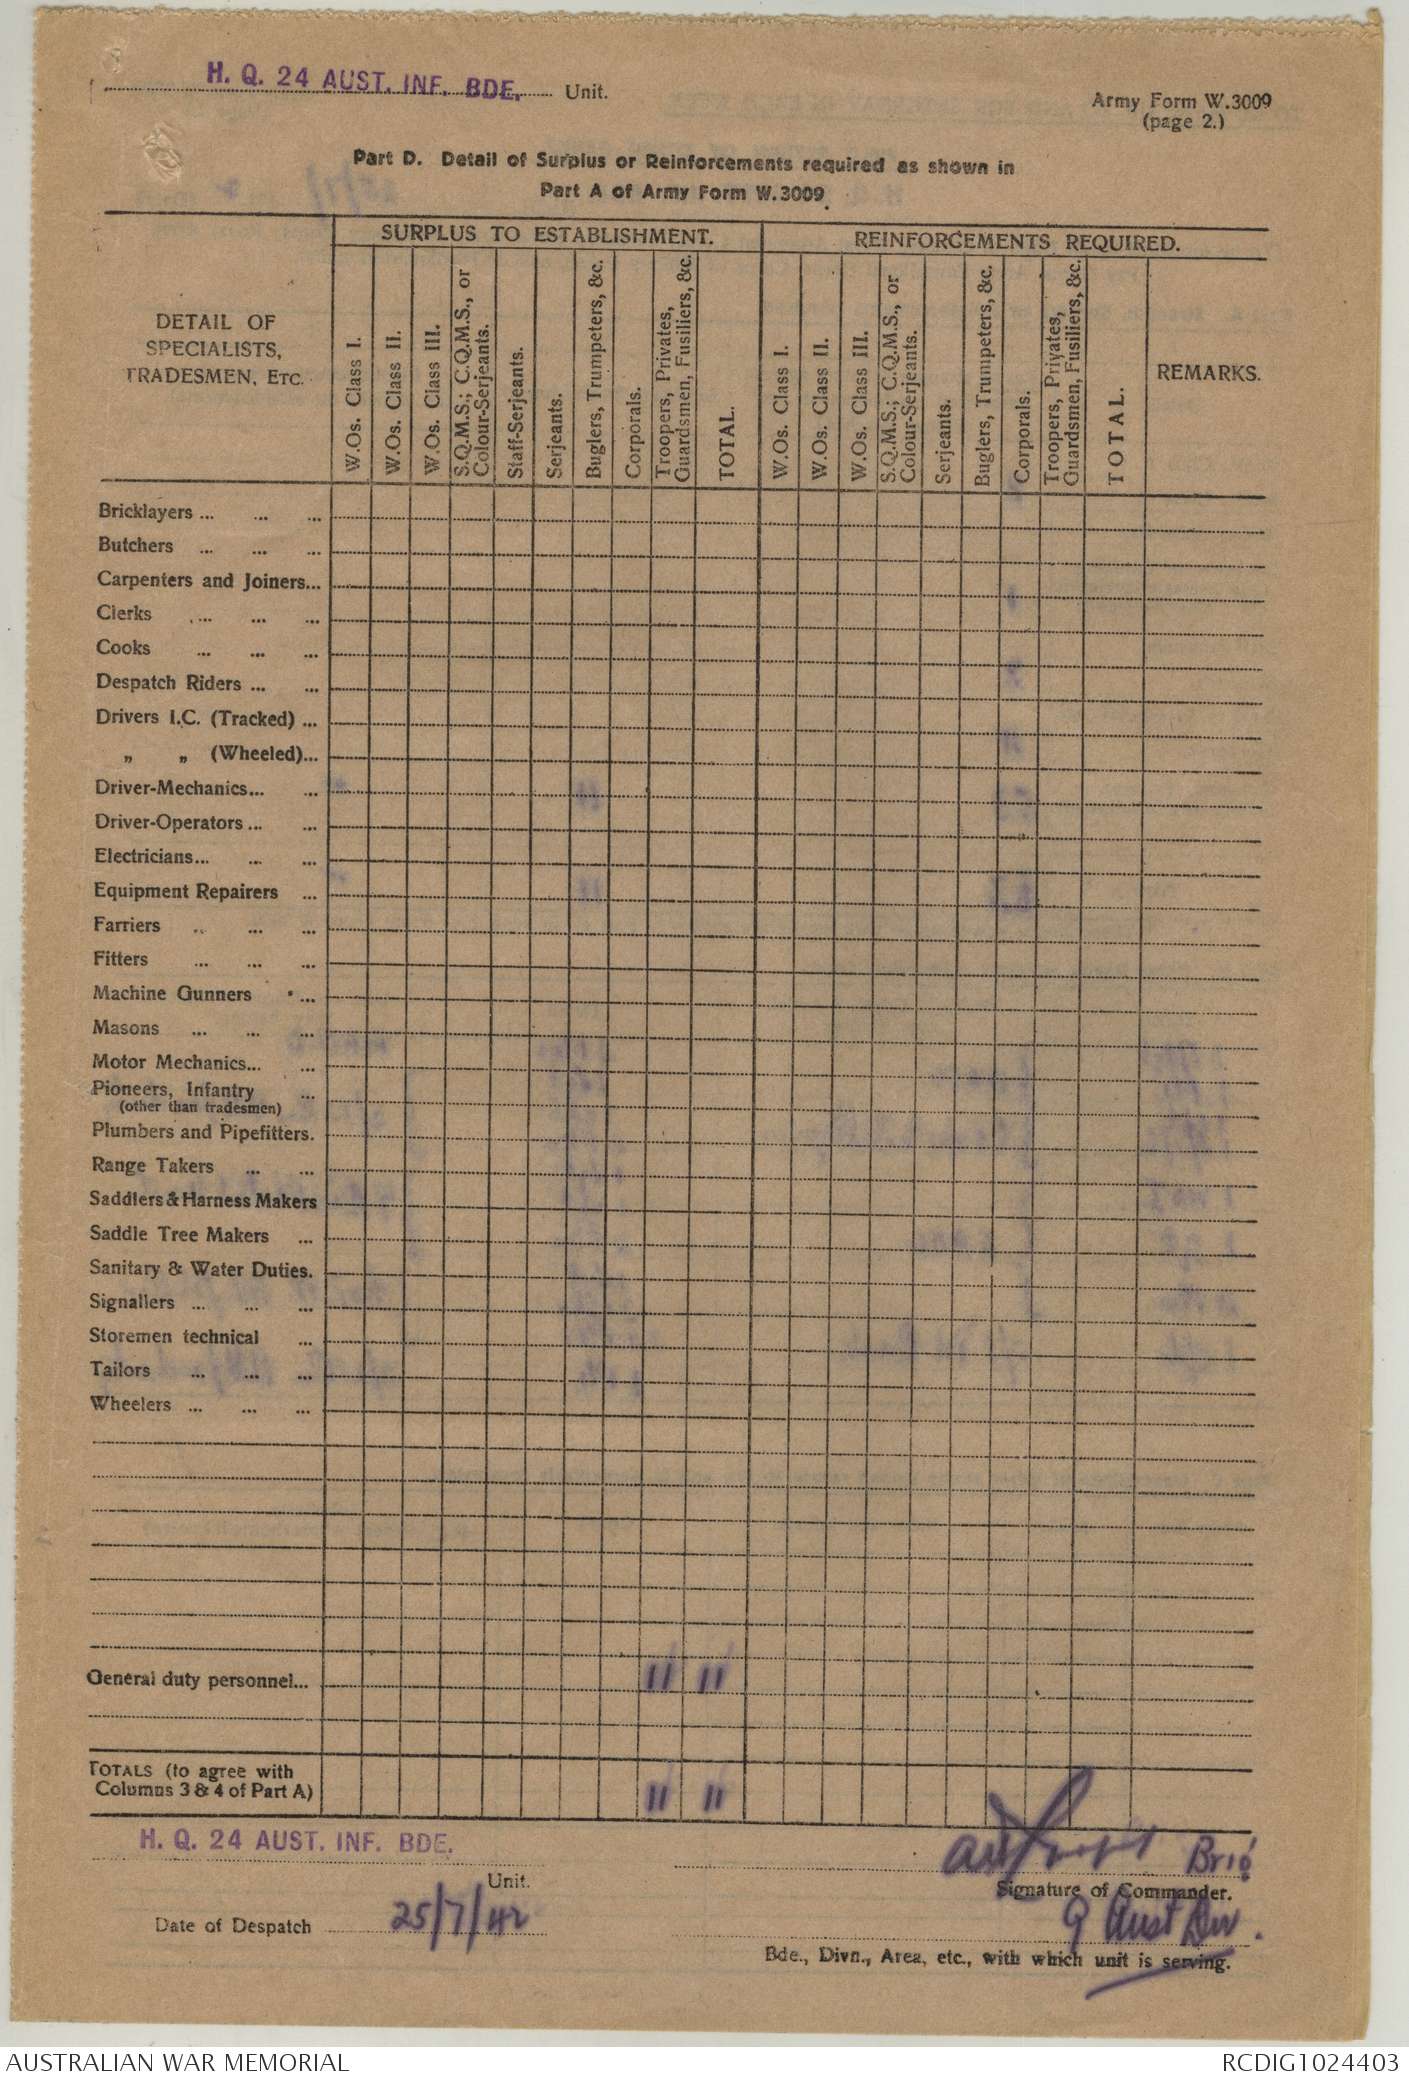 H. Q. 24 AUST. INF. BDE. Unit.
Army Form W.3009
(page 2.)
Part D. Detail of Surplus or Reinforcements required as shown in
Part A of Army Form W.3009.
SURPLUS TO ESTABLISHMENT.
REINFORCEMENTS REQUIRED.
DETAIL OF
SPECIALISTS,
TRADESMEN, ETC.
W.Os. Class I.
W.Os. Class II.
W.Os. Class III.
S.Q.M.S.; C.Q.M.S., or
Colour-Serjeants.
Staff-Serjeants.
Serjeants.
Buglers, Trumpeters, &c.
Corporals.
Troopers, Privates,
Guardsmen, Fusiliers, &c.
TOTAL.
W.Os. Class I.
W.Os. Class II.
W.Os. Class III.
S.Q.M.S.; C.Q.M.S., or
Colour-Serjeants.
Serjeants.
Buglers, Trumpeters, &c.
Corporals.
Troopers, Privates,
Guardsmen, Fusiliers, &c.
TOTAL.
REMARKS.
Bricklayers ... ... ...
Butchers ... ... ...
Carpenters and Joiners...
Clerks ... ... ...
Cooks ... ... ...
Despatch Riders ... ...
Drivers I.C. (Tracked) ...
„ „ (Wheeled)...
Driver-Mechanics... ...
Driver-Operators ... ...
Electricians... ... ...
Equipment Repairers ...
Farriers ... ... ...
Fitters ... ... ...
Machine Gunners ...
Masons ... ... ...
Motor Mechanics... ...
Pioneers, Infantry ...
(other than tradesmen)
Plumbers and Pipefitters.
Range Takers ... ...
Saddlers & Harness Makers
Saddle Tree Makers ...
Sanitary & Water Duties.
Signallers ... ... ...
Storemen technical ...
Tailors ... ... ...
Wheelers ... ... ...
General duty personnel... 11 11
TOTALS (to agree with
Columns 3 & 4 of Part A) 11 11
H. Q. 24 AUST. INF. BDE.
Unit.
Brig
Signature of Commander.
Date of Despatch 25/7/42
9 Aust Div.
Bde., Divn., Area, etc., with which unit is serving.
AUSTRALIAN WAR MEMORIAL
RCDIG1024403